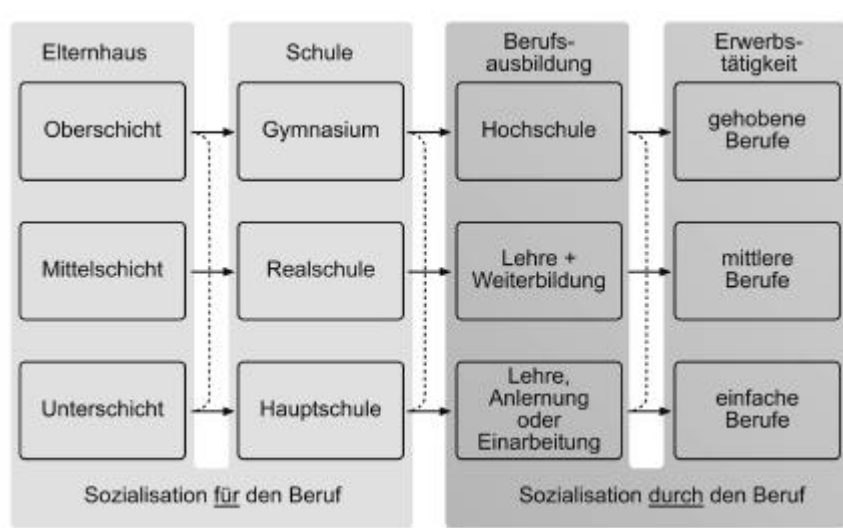 Elternhaus
Schule
Berufs-
ausbildung
Erwerbs-
tätigkeit
Oberschicht
Gymnasium
Hochschule
gehobene
Berufe
Mittelschicht
Realschule
Lehre +
Weiterbildung
mittlere
Berufe
Unterschicht
Hauptschule
Lehre,
Anlernung
oder
Einarbeitung
einfache
Berufe
Sozialisation für den Beruf
Sozialisation durch den Beruf